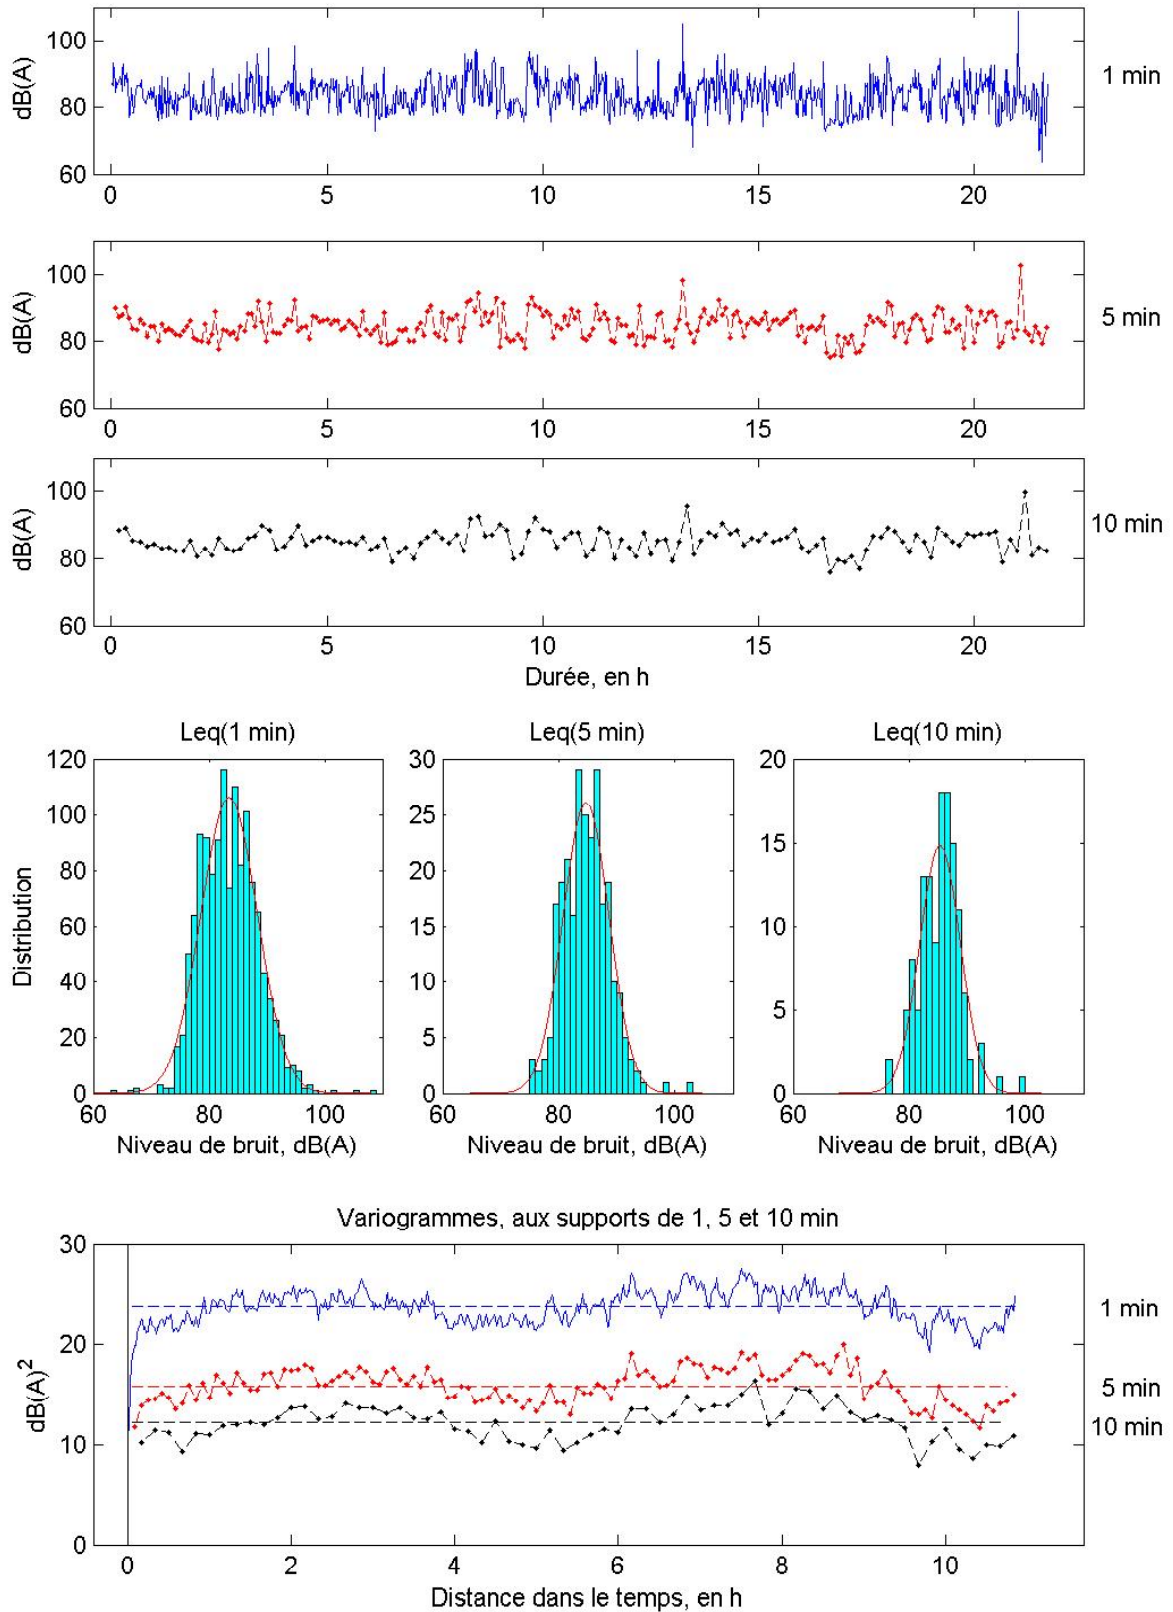 100
80
60
dB(A)
1 min
0 5 10 15 20
100
80
60
dB(A)
5 min
0 5 10 15 20
100
80
60
dB(A)
10 min
0 5 10 15 20
Durée, en h
Leq(1 min) Leq(5 min) Leq(10 min)
120
100
80
60
40
20
0
Distribution
30
25
20
15
10
5
0
20
15
10
5
0
60 80 100
60 80 100
60 80 100
Niveau de bruit, dB(A) Niveau de bruit, dB(A) Niveau de bruit, dB(A)
Variogrammes, aux supports de 1, 5 et 10 min
30
20
10
0
dB(A)²
1 min
5 min
10 min
0 2 4 6 8 10
Distance dans le temps, en h